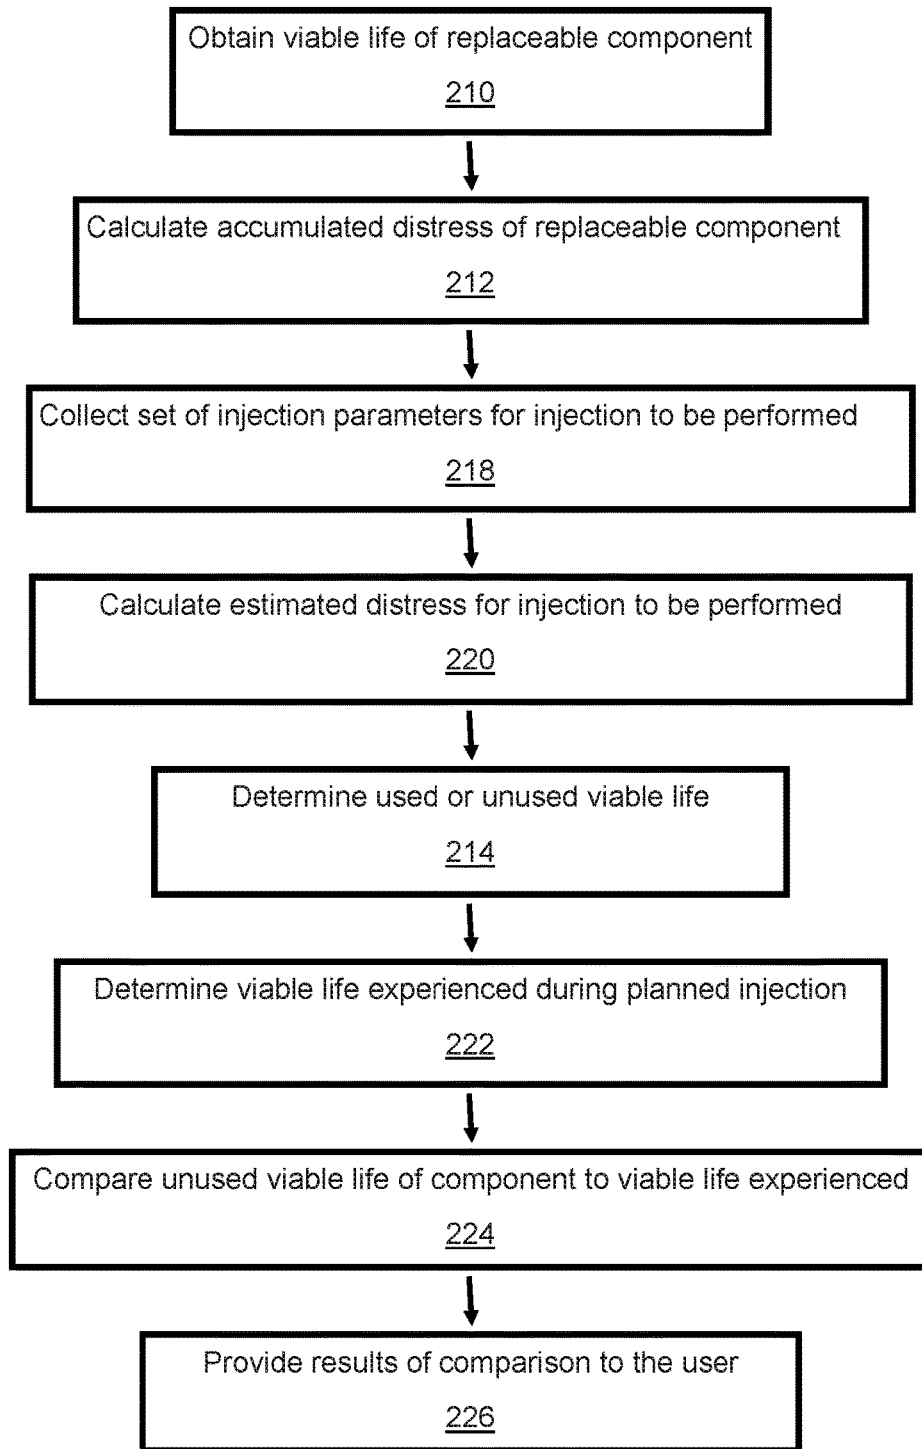 Obtain viable life of replaceable component
210
Calculate accumulated distress of replaceable component
212
Collect set of injection parameters for injection to be performed
218
Calculate estimated distress for injection to be performed
220
Determine used or unused viable life
214
Determine viable life experienced during planned injection
222
Compare unused viable life of component to viable life experienced
224
Provide results of comparison to the user
226